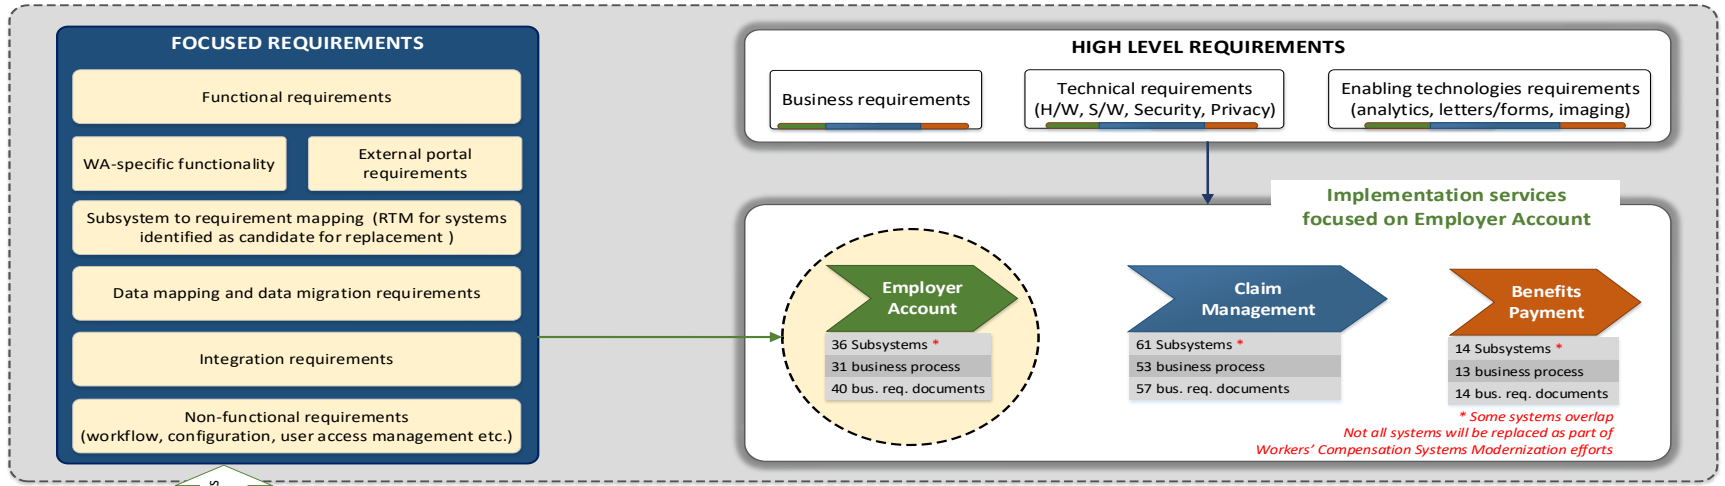 FOCUSED REQUIREMENTS
Functional requirements
WA-specific functionality
External portal
requirements
Subsystem to requirement mapping (RTM for systems
identified as candidate for replacement )
Data mapping and data migration requirements
Integration requirements
Non-functional requirements
(workflow, configuration, user access management etc.)
HIGH LEVEL REQUIREMENTS
Business requirements
Technical requirements
(H/W, S/W, Security, Privacy)
Enabling technologies requirements
(analytics, letters/forms, imaging)
Implementation services
focused on Employer Account
Employer
Account
36 Subsystems *
31 business process
40 bus. req. documents
Claim
Management
61 Subsystems *
53 business process
57 bus. req. documents
Benefits
Payment
14 Subsystems *
13 business process
14 bus. req. documents
* Some systems overlap
Not all systems will be replaced as part of
Workers’ Compensation Systems Modernization efforts